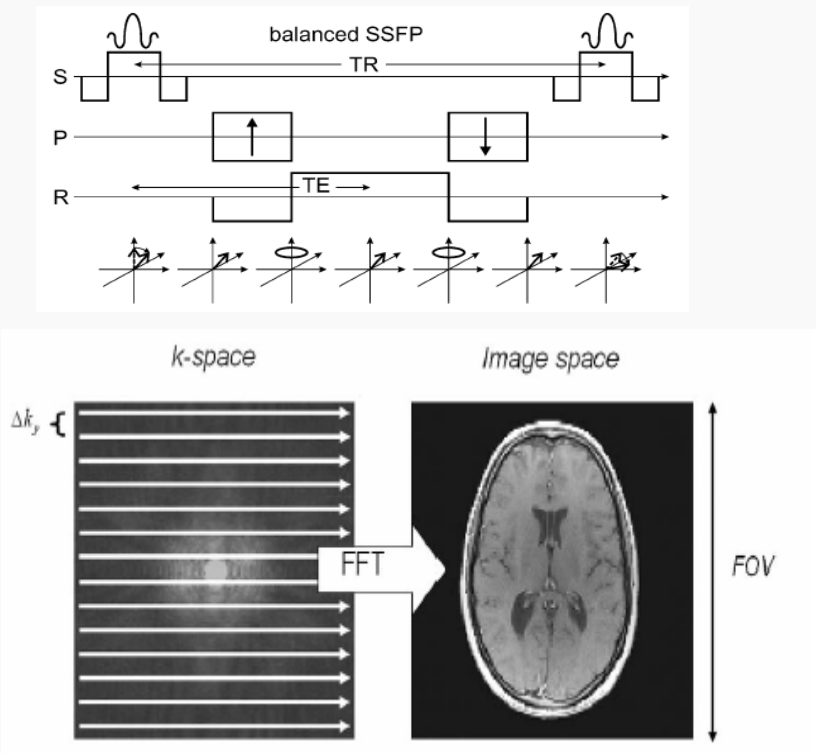 balanced SSFP
S
TR
P
R
TE
k-space
Image space
Δk_y
FFT
FOV